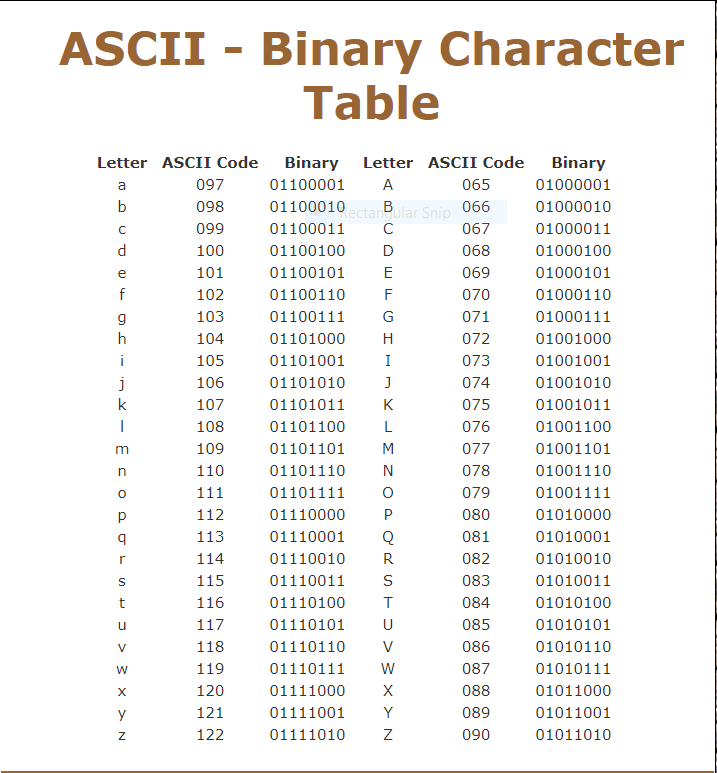 ASCII - Binary Character
Table
Letter ASCII Code Binary Letter ASCII Code Binary
a 097 01100001 A 065 01000001
b 098 01100010 B 066 01000010
Rectangular Snip
c 099 01100011 C 067 01000011
d 100 01100100 D 068 01000100
e 101 01100101 E 069 01000101
f 102 01100110 F 070 01000110
g 103 01100111 G 071 01000111
h 104 01101000 H 072 01001000
i 105 01101001 I 073 01001001
j 106 01101010 J 074 01001010
k 107 01101011 K 075 01001011
l 108 01101100 L 076 01001100
m 109 01101101 M 077 01001101
n 110 01101110 N 078 01001110
o 111 01101111 O 079 01001111
p 112 01110000 P 080 01010000
q 113 01110001 Q 081 01010001
r 114 01110010 R 082 01010010
s 115 01110011 S 083 01010011
t 116 01110100 T 084 01010100
u 117 01110101 U 085 01010101
v 118 01110110 V 086 01010110
w 119 01110111 W 087 01010111
x 120 01111000 X 088 01011000
y 121 01111001 Y 089 01011001
z 122 01111010 Z 090 01011010